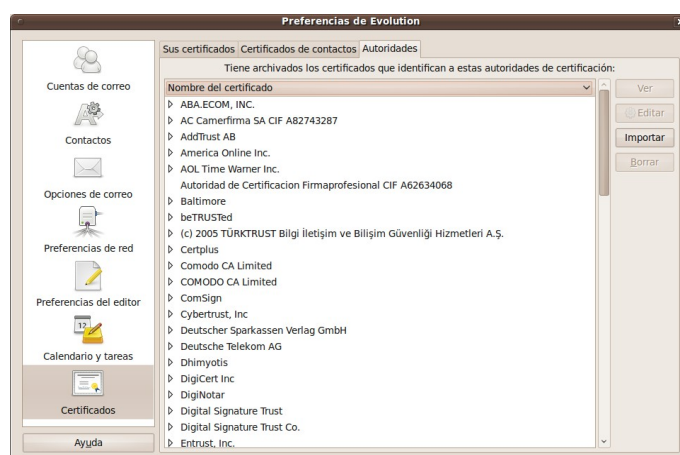 Preferencias de Evolution
Cuentas de correo
Contactos
Opciones de correo
Preferencias de red
Preferencias del editor
12
Calendario y tareas
Certificados
Ayuda
Sus certificados Certificados de contactos Autoridades
Tiene archivados los certificados que identifican a estas autoridades de certificación:
Nombre del certificado
ABA.ECOM, INC.
AC Camerfirma SA CIF A82743287
AddTrust AB
America Online Inc.
AOL Time Warner Inc.
Autoridad de Certificacion Firmaprofesional CIF A62634068
Baltimore
beTRUSTed
(c) 2005 TÜRKTRUST Bilgi İletişim ve Bilişim Güvenliği Hizmetleri A.Ş.
Certplus
Comodo CA Limited
COMODO CA Limited
ComSign
Cybertrust, Inc
Deutscher Sparkassen Verlag GmbH
Deutsche Telekom AG
Dhimyotis
DigiCert Inc
DigiNotar
Digital Signature Trust
Digital Signature Trust Co.
Entrust, Inc.
Ver
Editar
Importar
Borrar